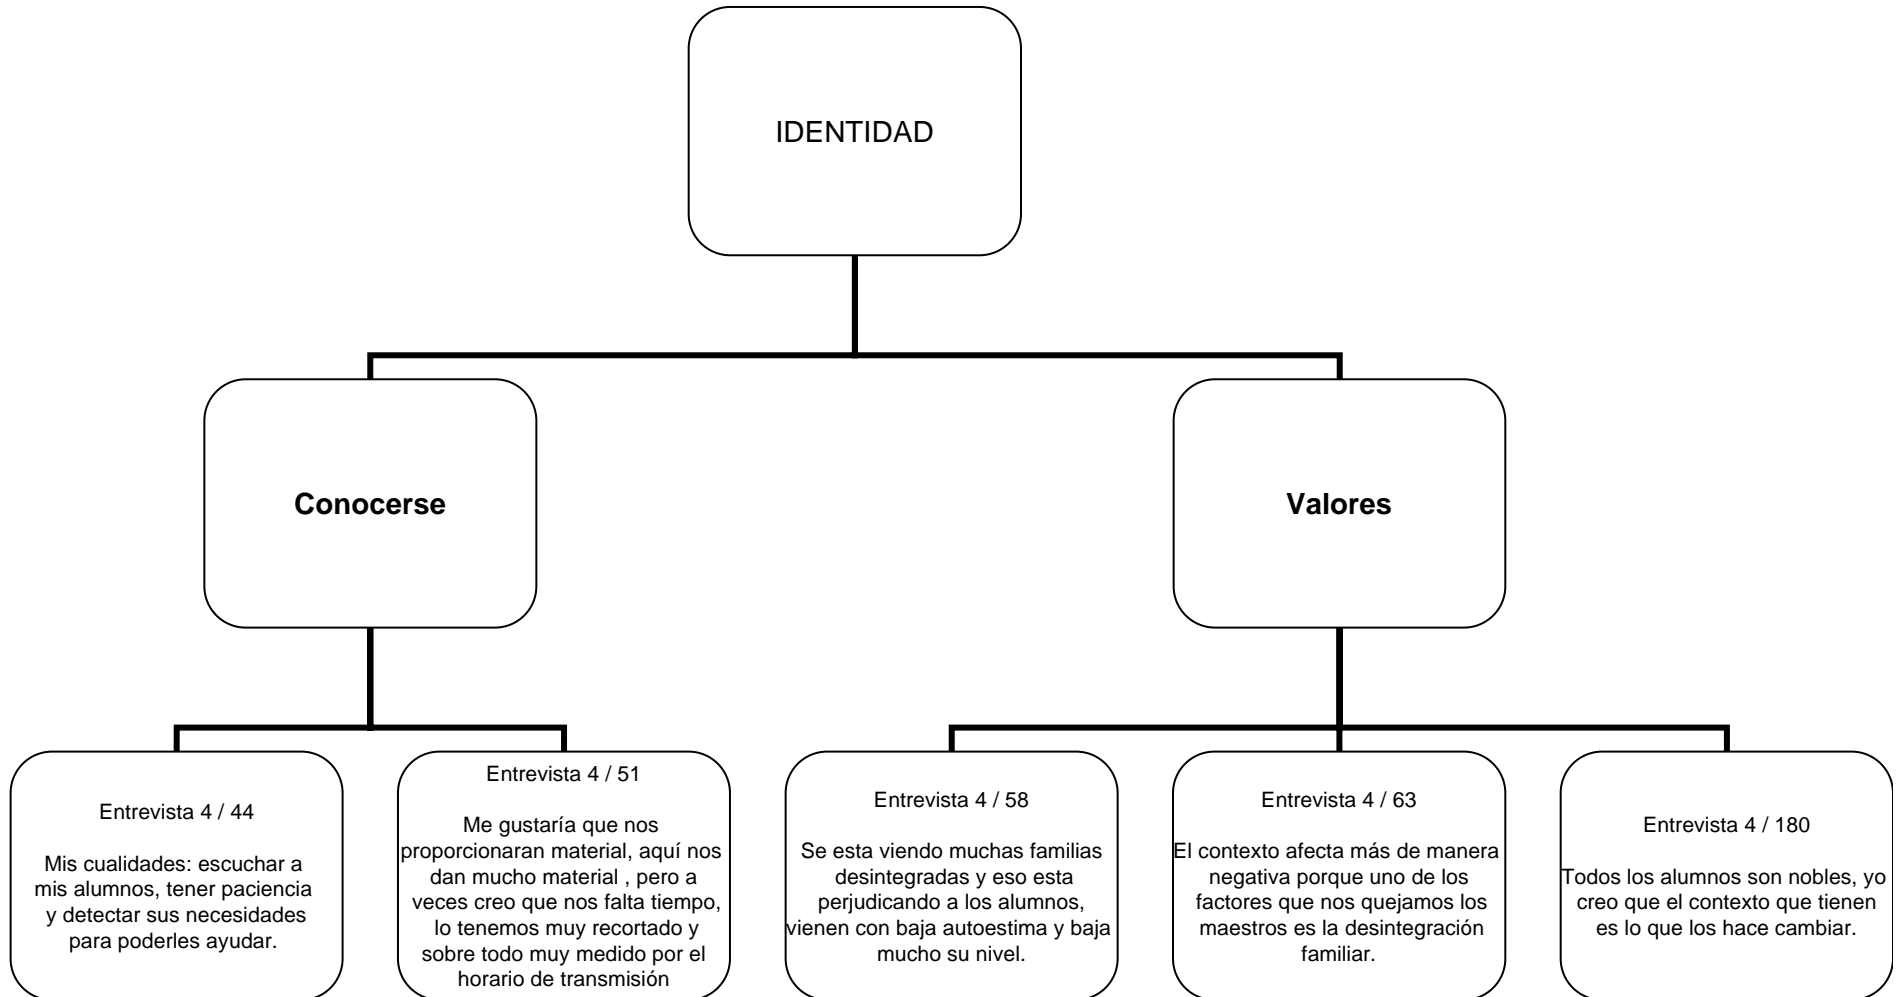 IDENTIDAD
Conocerse
Valores
Entrevista 4 / 44
Mis cualidades: escuchar a
mis alumnos, tener paciencia
y detectar sus necesidades
para poderles ayudar.
Entrevista 4 / 51
Me gustaría que nos
proporcionaran material, aquí nos
dan mucho material , pero a
veces creo que nos falta tiempo,
lo tenemos muy recortado y
sobre todo muy medido por el
horario de transmisión
Entrevista 4 / 58
Se esta viendo muchas familias
desintegradas y eso esta
perjudicando a los alumnos,
vienen con baja autoestima y baja
mucho su nivel.
Entrevista 4 / 63
El contexto afecta más de manera
negativa porque uno de los
factores que nos quejamos los
maestros es la desintegración
familiar.
Entrevista 4 / 180
Todos los alumnos son nobles, yo
creo que el contexto que tienen
es lo que los hace cambiar.